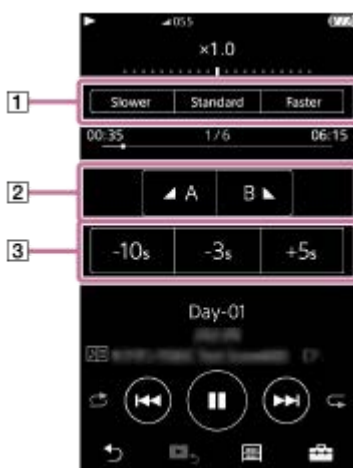 055
×1.0
1 Slower Standard Faster
00:35 1/6 06:15
2 A B
3 -10s -3s +5s
Day-01